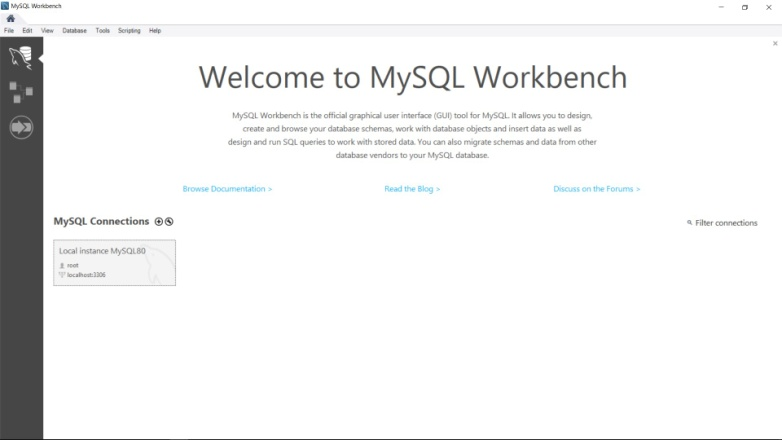 MySQL Workbench
File Edit View Database Tools Scripting Help
Welcome to MySQL Workbench
MySQL Workbench is the official graphical user interface (GUI) tool for MySQL. It allows you to design,
create and browse your database schemas, work with database objects and insert data as well as
design and run SQL queries to work with stored data. You can also migrate schemas and data from other
database vendors to your MySQL database.
Browse Documentation > Read the Blog > Discuss on the Forums >
MySQL Connections Filter connections
Local instance MySQL80
root
localhost:3306